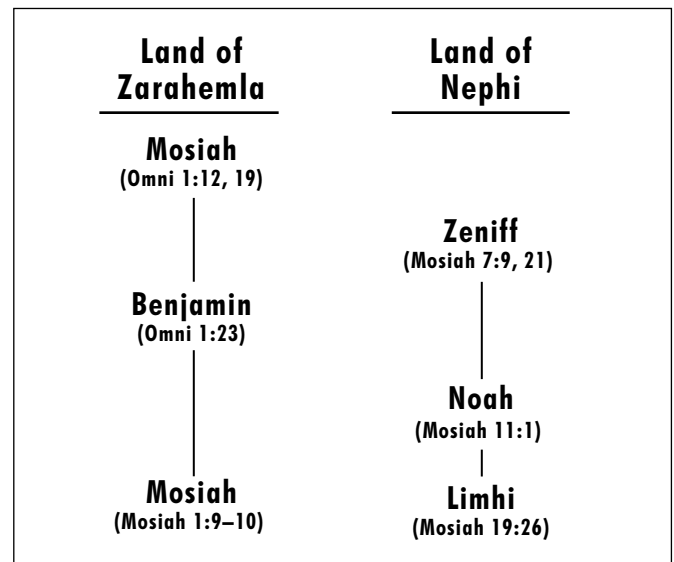 Land of
Zarahemla
Mosiah
(Omni 1:12, 19)
Benjamin
(Omni 1:23)
Mosiah
(Mosiah 1:9–10)
Land of
Nephi
Zeniff
(Mosiah 7:9, 21)
Noah
(Mosiah 11:1)
Limhi
(Mosiah 19:26)